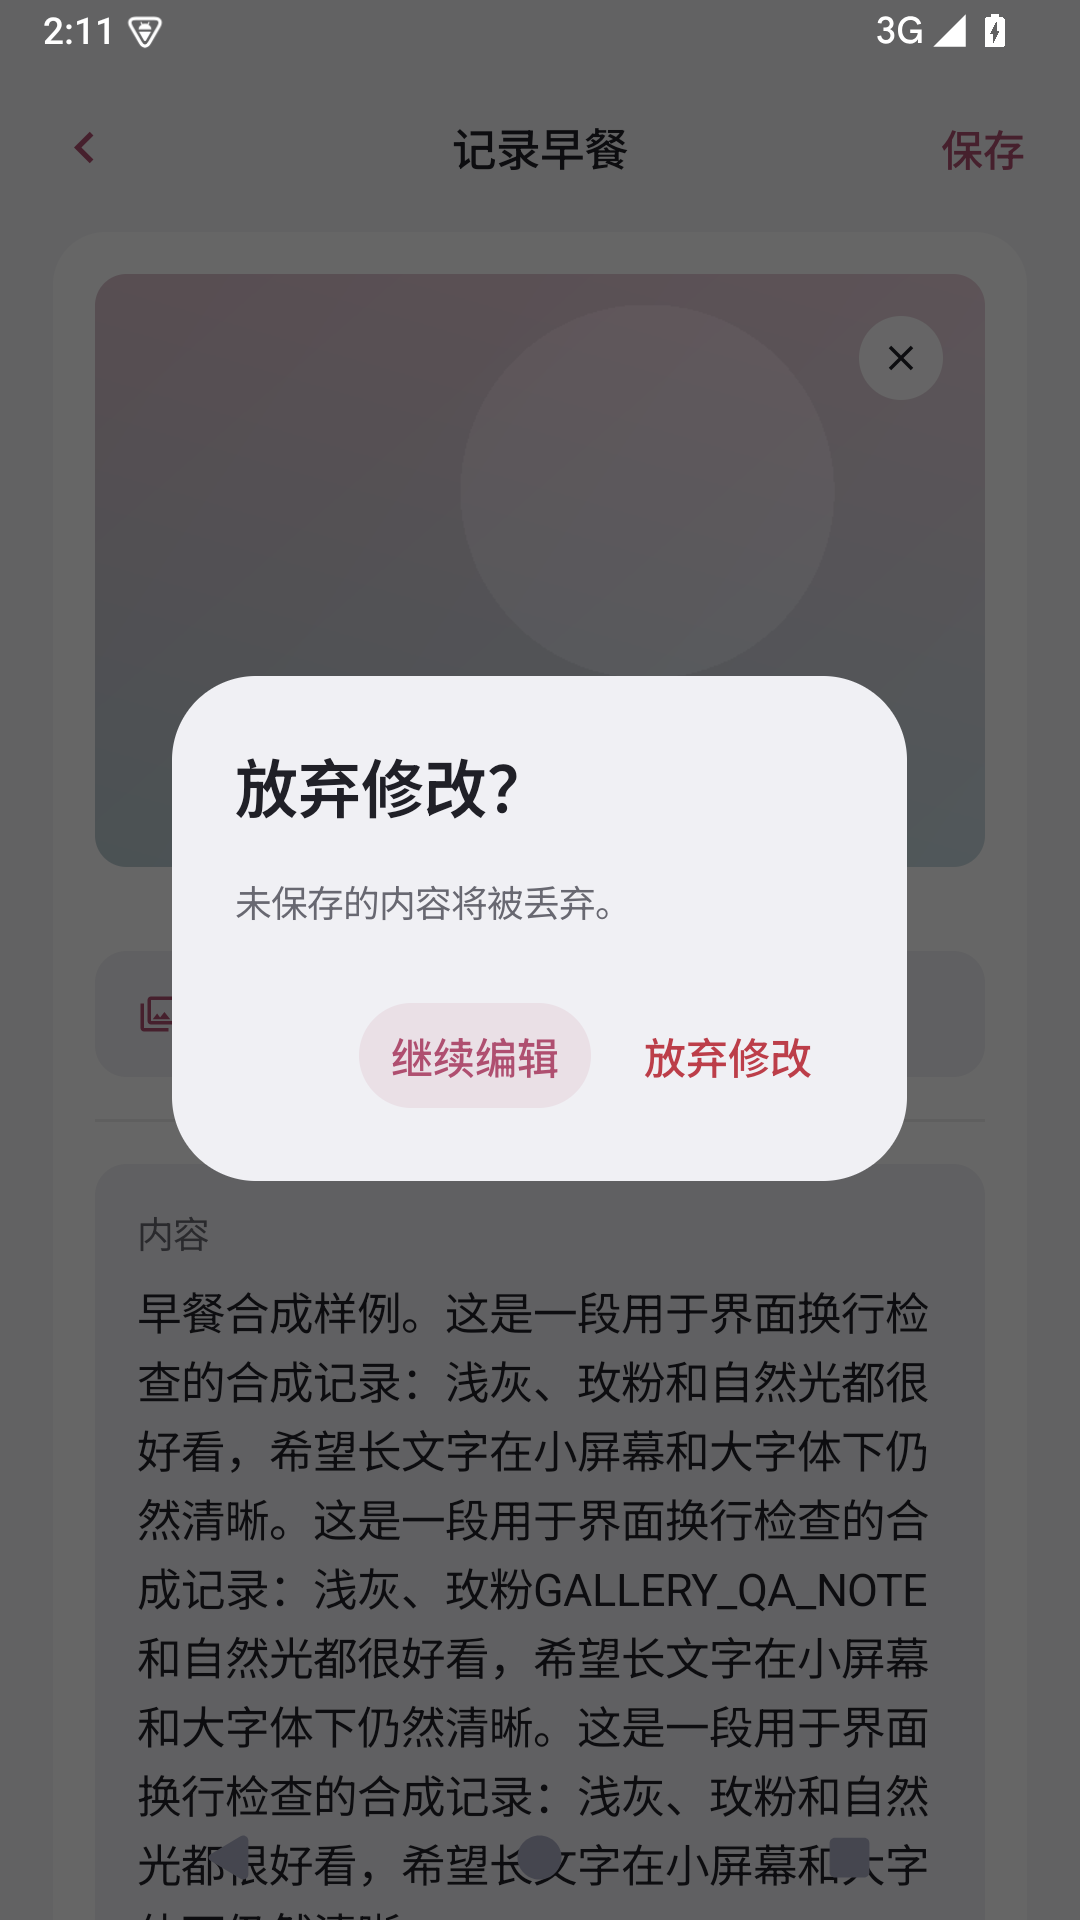 2:11
3G
记录早餐
保存
放弃修改？
未保存的内容将被丢弃。
继续编辑
放弃修改
内容
早餐合成样例。这是一段用于界面换行检
查的合成记录：浅灰、玫粉和自然光都很
好看，希望长文字在小屏幕和大字体下仍
然清晰。这是一段用于界面换行检查的合
成记录：浅灰、玫粉GALLERY_QA_NOTE
和自然光都很好看，希望长文字在小屏幕
和大字体下仍然清晰。这是一段用于界面
换行检查的合成记录：浅灰、玫粉和自然
光都很好看，希望长文字在小屏幕和大字